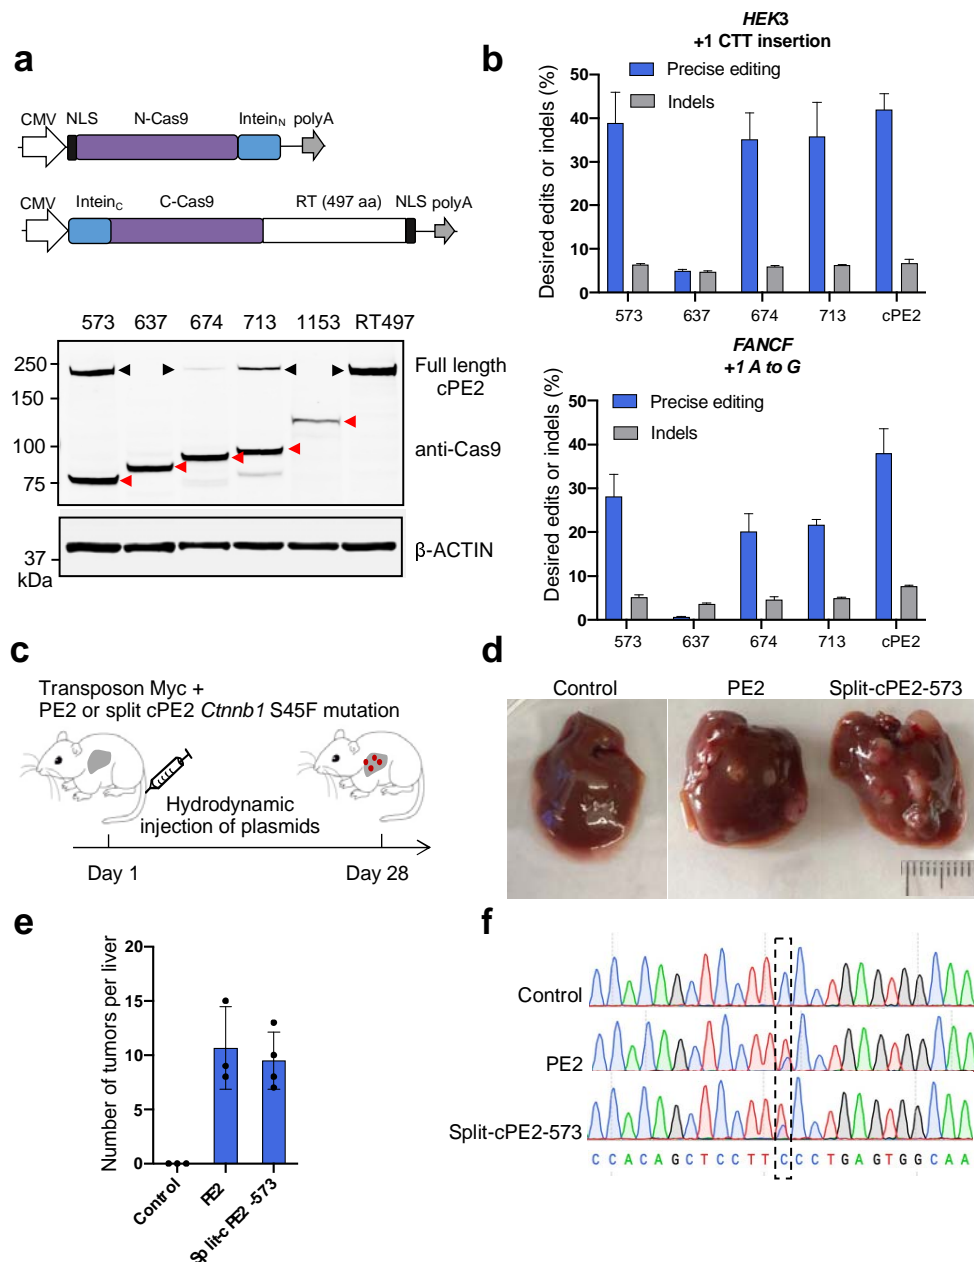 a
CMV NLS N-Cas9 InteinN polyA
CMV InteinC C-Cas9 RT (497 aa) NLS polyA
573 637 674 713 1153 RT497
250
150
100
75
37
kDa
Full length
cPE2
anti-Cas9
β-ACTIN
b
HEK3
+1 CTT insertion
Desired edits or indels (%)
Precise editing
Indels
50
40
30
20
10
0
573 637 674 713 cPE2
FANCF
+1 A to G
Desired edits or indels (%)
Precise editing
Indels
50
40
30
20
10
0
573 637 674 713 cPE2
c
Transposon Myc +
PE2 or split cPE2 Ctnnb1 S45F mutation
Hydrodynamic
injection of plasmids
Day 1 Day 28
d
Control PE2 Split-cPE2-573
e
Number of tumors per liver
20
15
10
5
0
Control
PE2
Split-cPE2-573
f
Control
PE2
Split-cPE2-573
C C A C A G C T C C T T C C C T G A G T G G C A A